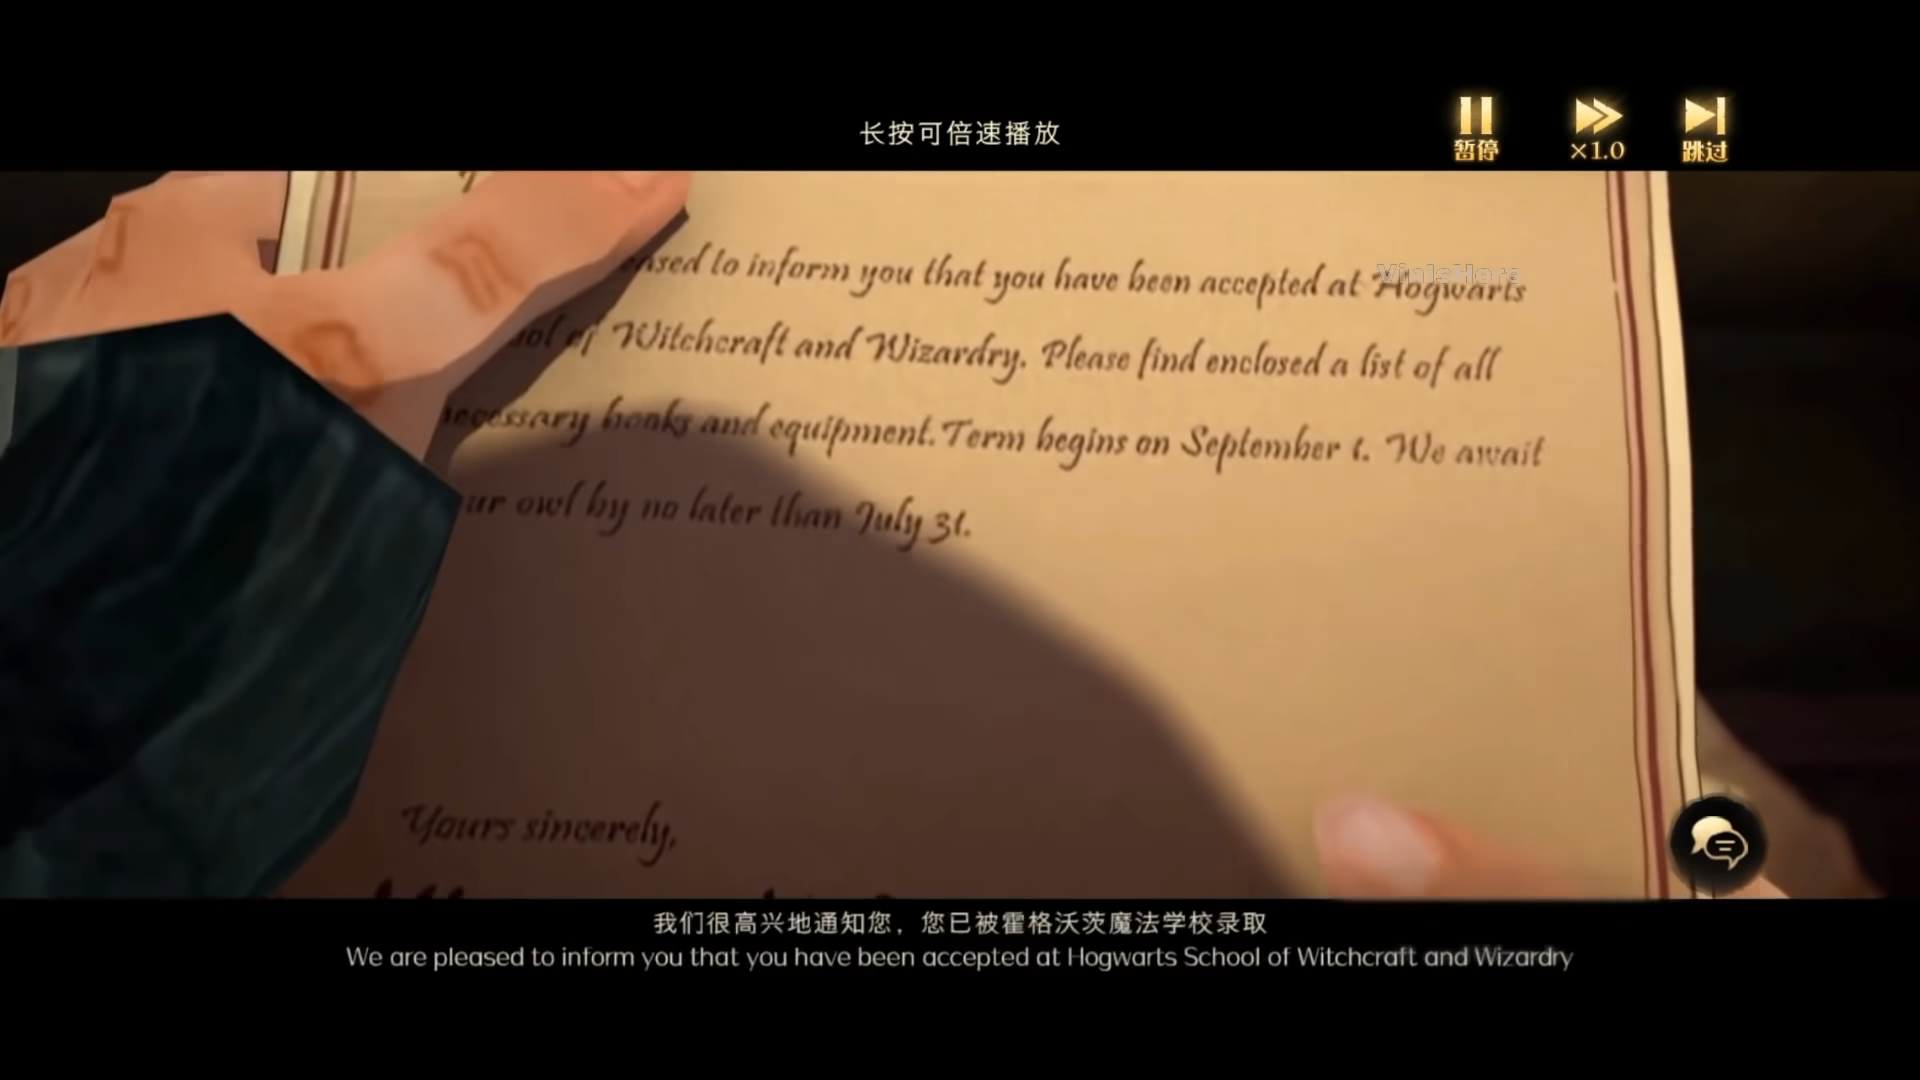 长按可倍速播放
暂停
×1.0
跳过
VinIsHere
inform you that you have been accepted at Hogwarts
of Witchcraft and Wizardry. Please find enclosed a list of all
necessary books and equipment. Term begins on September 1. We await
owl by no later than July 31.
Yours sincerely,
我们很高兴地通知您，您已被霍格沃茨魔法学校录取
We are pleased to inform you that you have been accepted at Hogwarts School of Witchcraft and Wizardry